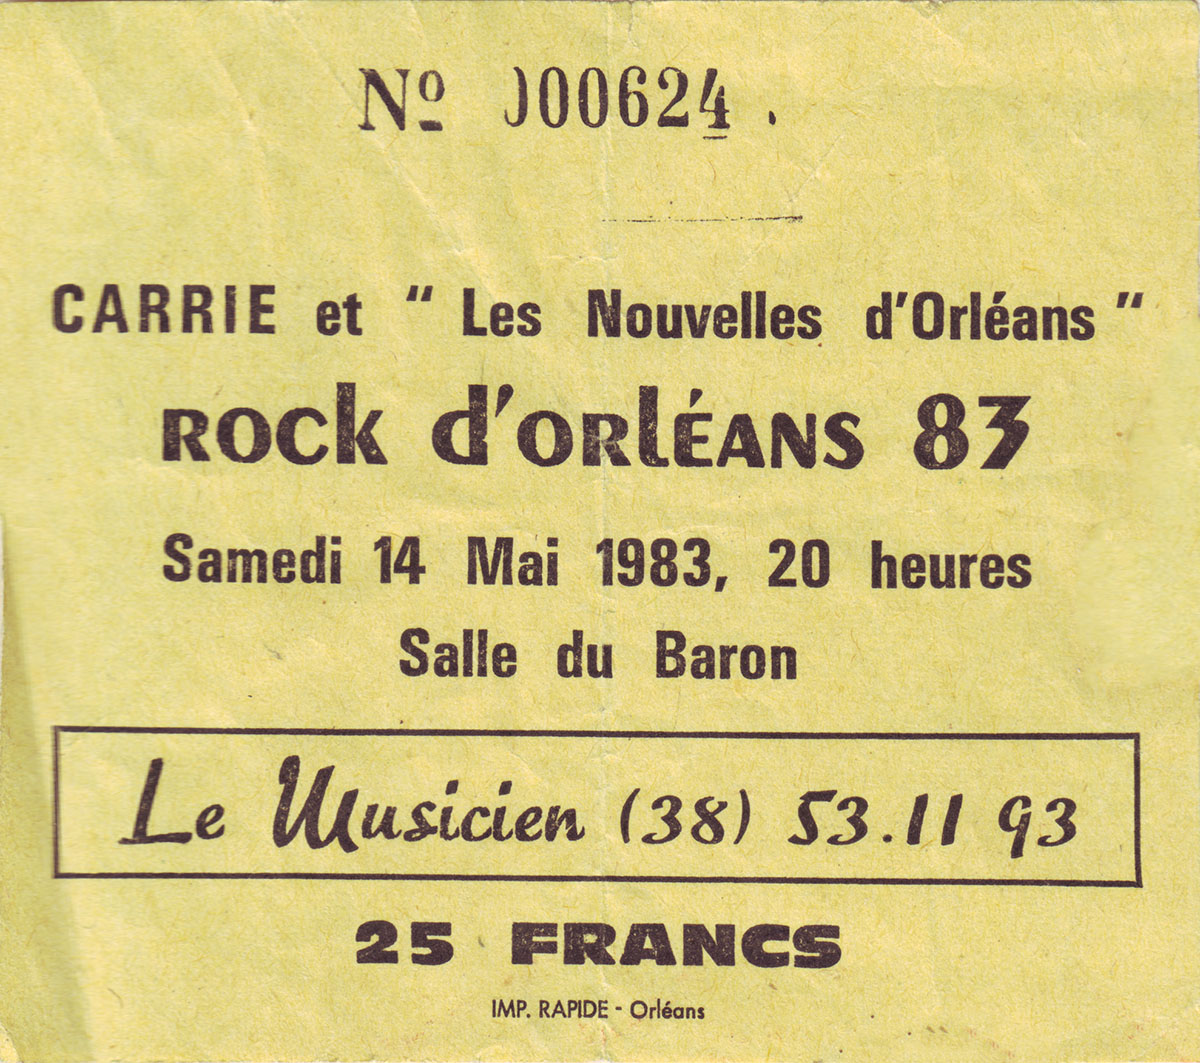 Nº 000624
CARRIE et " Les Nouvelles d'Orléans "
ROCK d'ORLÉANS 83
Samedi 14 Mai 1983, 20 heures
Salle du Baron
Le Musicien (38) 53.11 93
25 FRANCS
IMP. RAPIDE - Orléans